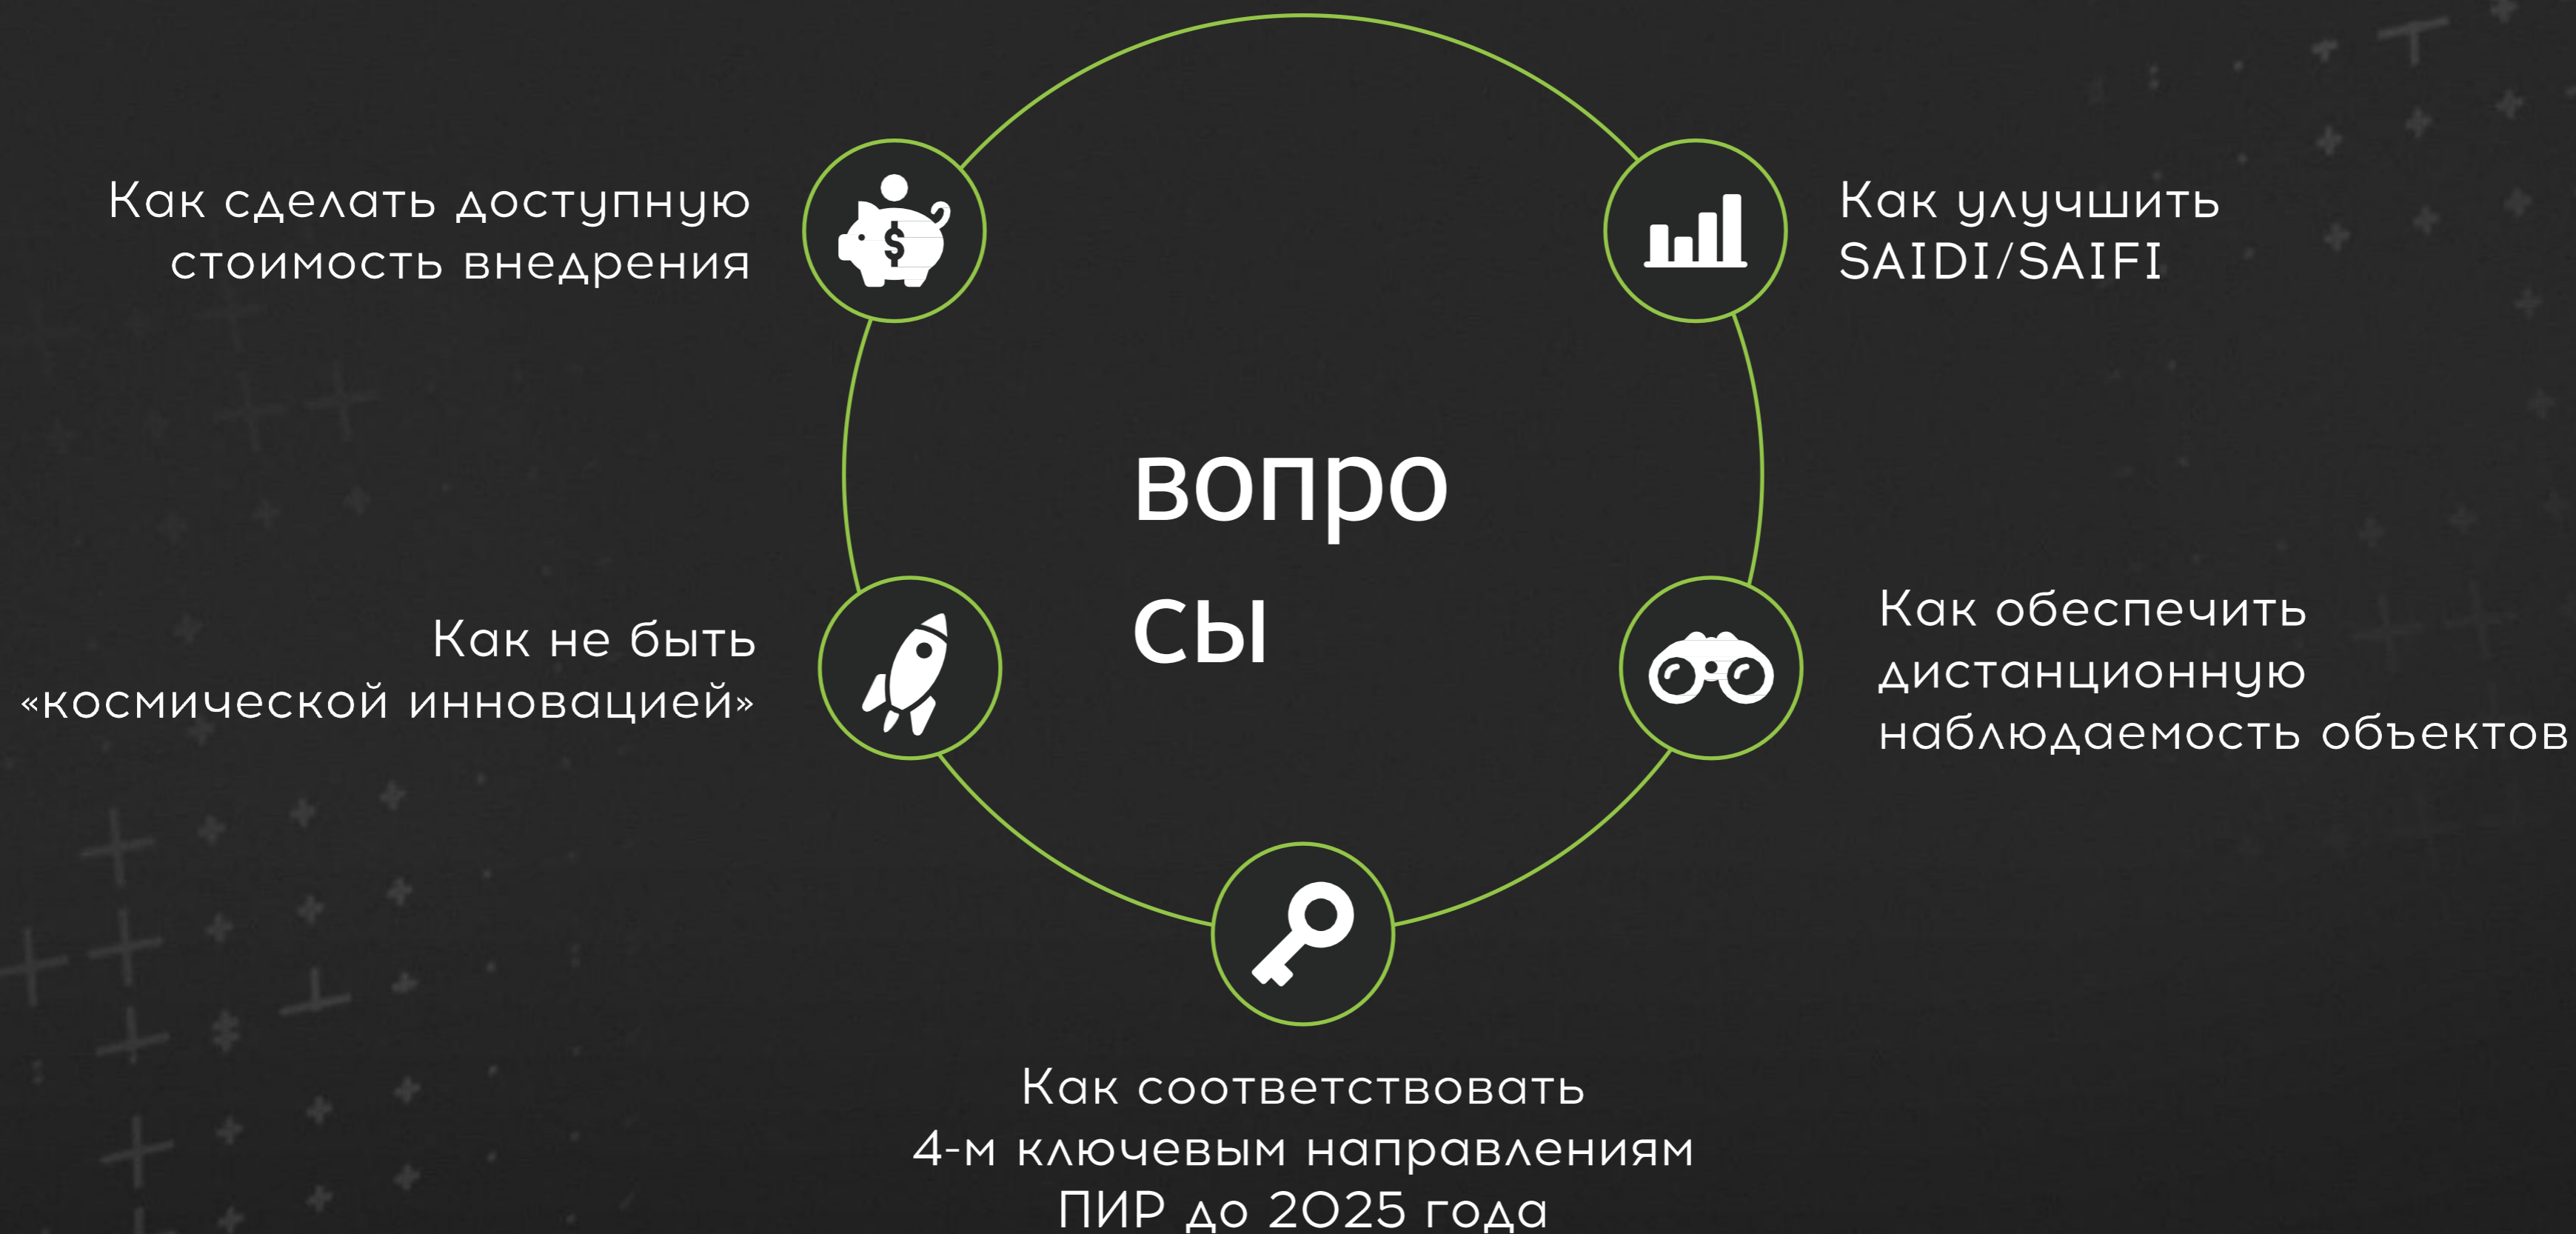 Как сделать доступную
стоимость внедрения
Как улучшить
SAIDI/SAIFI
вопро
сы
Как не быть
«космической инновацией»
Как обеспечить
дистанционную
наблюдаемость объектов
Как соответствовать
4-м ключевым направлениям
ПИР до 2025 года
$